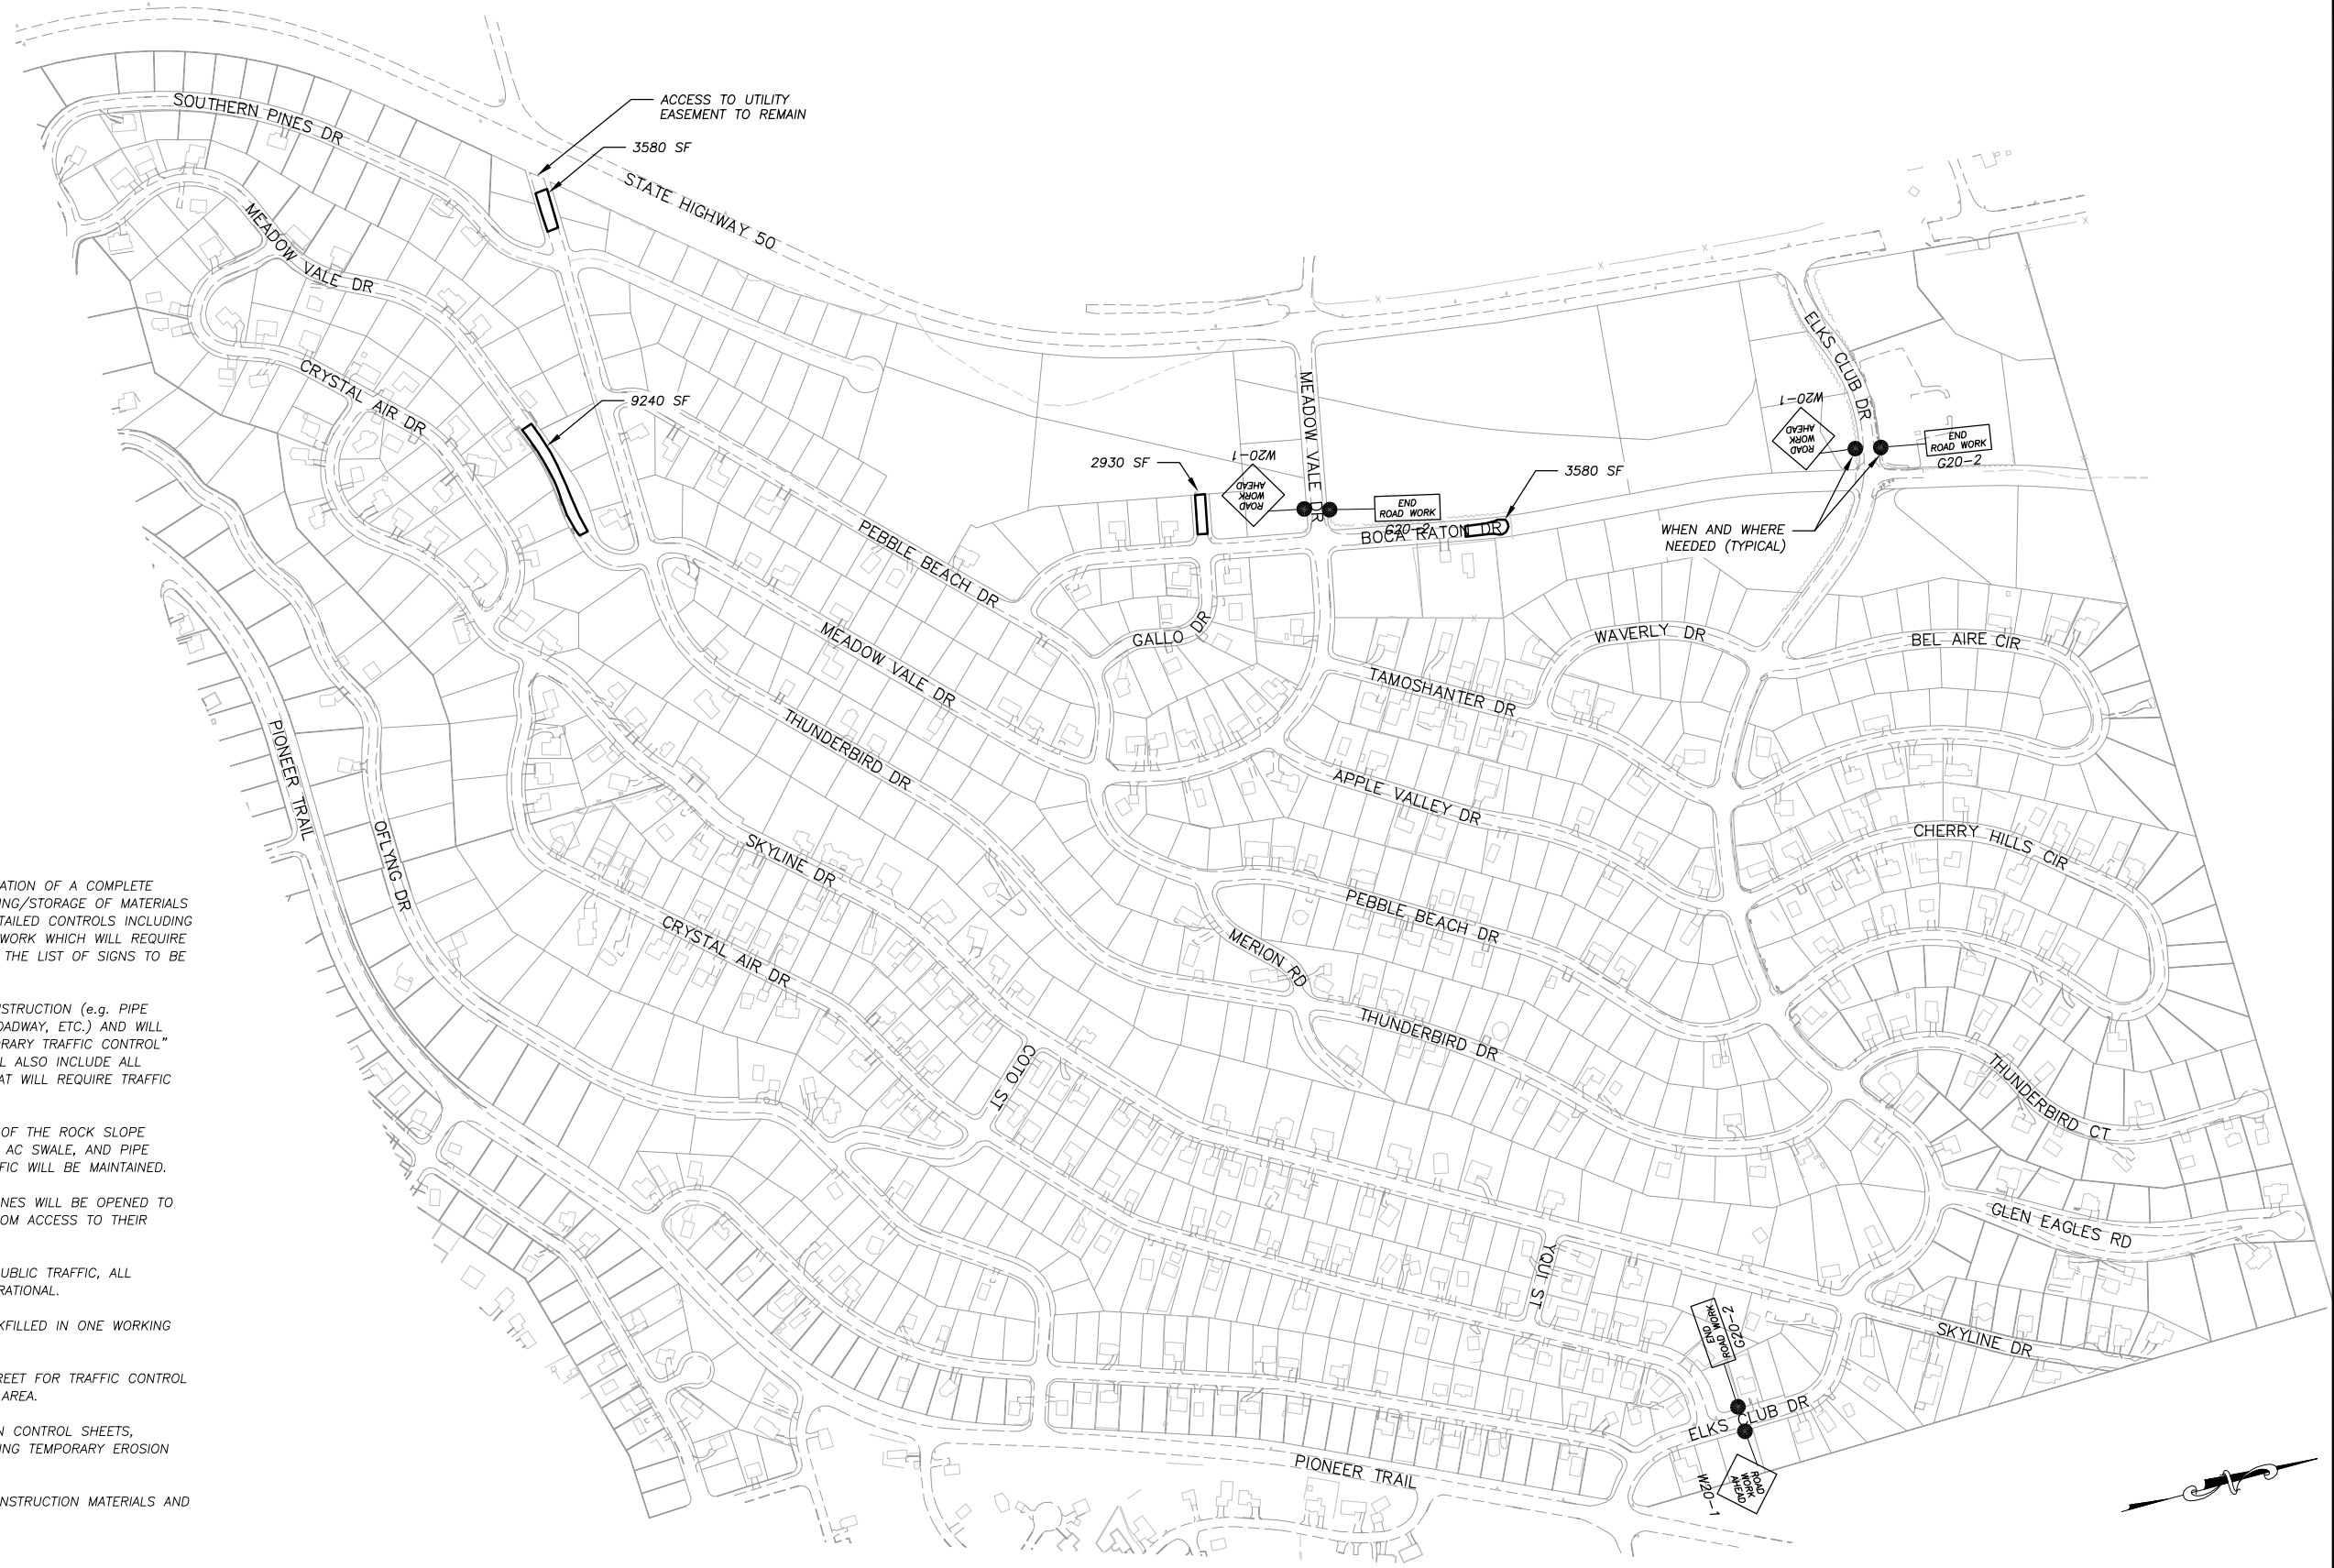 ACCESS TO UTILITY
EASEMENT TO REMAIN
3580 SF
SOUTHERN PINES DR
STATE HIGHWAY 50
MEADOW VALE DR
CRYSTAL AIR DR
9240 SF
ELKS CLUB DR
MEADOW VALE DR
W20-1
ROAD
WORK
AHEAD
END
ROAD WORK
G20-2
2930 SF
W20-1
ROAD
WORK
AHEAD
END
ROAD WORK
G20-2
3580 SF
BOCA RATON DR
WHEN AND WHERE
NEEDED (TYPICAL)
PEBBLE BEACH DR
GALLO DR
MEADOW VALE DR
WAVERLY DR
BEL AIRE CIR
TAMOSHANTER DR
THUNDERBIRD DR
PIONEER TRAIL
OFLYNG DR
APPLE VALLEY DR
CHERRY HILLS CIR
SKYLINE DR
PEBBLE BEACH DR
CRYSTAL AIR DR
MERION RD
THUNDERBIRD DR
COTO ST
THUNDERBIRD CT
GLEN EAGLES RD
YQUI ST
SKYLINE DR
END
ROAD WORK
G20-2
ELKS CLUB DR
ROAD
WORK
AHEAD
W20-1
PIONEER TRAIL
ATION OF A COMPLETE
ING/STORAGE OF MATERIALS
TAILED CONTROLS INCLUDING
WORK WHICH WILL REQUIRE
THE LIST OF SIGNS TO BE
NSTRUCTION (e.g. PIPE
OADWAY, ETC.) AND WILL
ORARY TRAFFIC CONTROL"
L ALSO INCLUDE ALL
AT WILL REQUIRE TRAFFIC
OF THE ROCK SLOPE
AC SWALE, AND PIPE
FIC WILL BE MAINTAINED.
NES WILL BE OPENED TO
OM ACCESS TO THEIR
UBLIC TRAFFIC, ALL
RATIONAL.
KFILLED IN ONE WORKING
REET FOR TRAFFIC CONTROL
AREA.
N CONTROL SHEETS,
ING TEMPORARY EROSION
NSTRUCTION MATERIALS AND